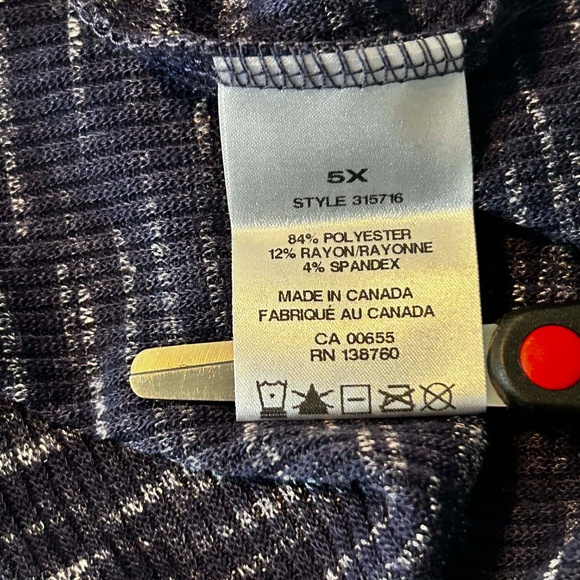 5X
STYLE 315716
84% POLYESTER
12% RAYON/RAYONNE
4% SPANDEX
MADE IN CANADA
FABRIQUÉ AU CANADA
CA 00655
RN 138760